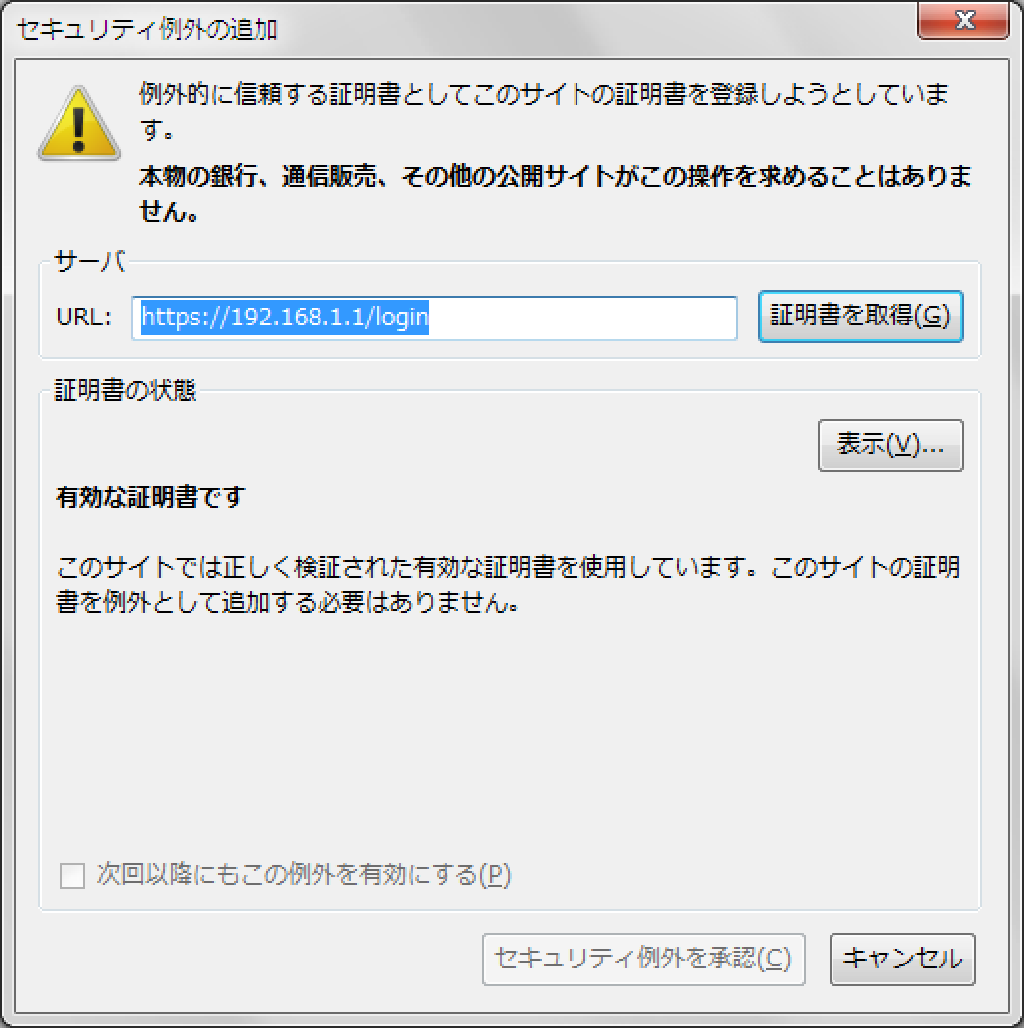 セキュリティ例外の追加
例外的に信頼する証明書としてこのサイトの証明書を登録しようとしていま
す。
本物の銀行、通信販売、その他の公開サイトがこの操作を求めることはありま
せん。
サーバ
URL: https://192.168.1.1/login 証明書を取得(G)
証明書の状態
表示(V)...
有効な証明書です
このサイトでは正しく検証された有効な証明書を使用しています。このサイトの証明
書を例外として追加する必要はありません。
次回以降にもこの例外を有効にする(P)
セキュリティ例外を承認(C) キャンセル